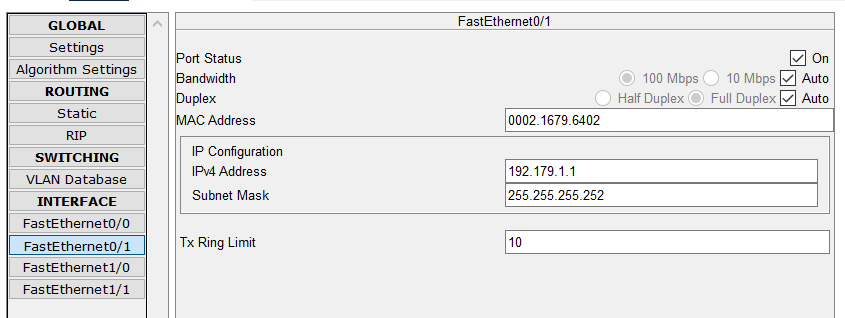 GLOBAL
Settings
Algorithm Settings
ROUTING
Static
RIP
SWITCHING
VLAN Database
INTERFACE
FastEthernet0/0
FastEthernet0/1
FastEthernet1/0
FastEthernet1/1
FastEthernet0/1
Port Status On
Bandwidth 100 Mbps 10 Mbps Auto
Duplex Half Duplex Full Duplex Auto
MAC Address 0002.1679.6402
IP Configuration
IPv4 Address 192.179.1.1
Subnet Mask 255.255.255.252
Tx Ring Limit 10